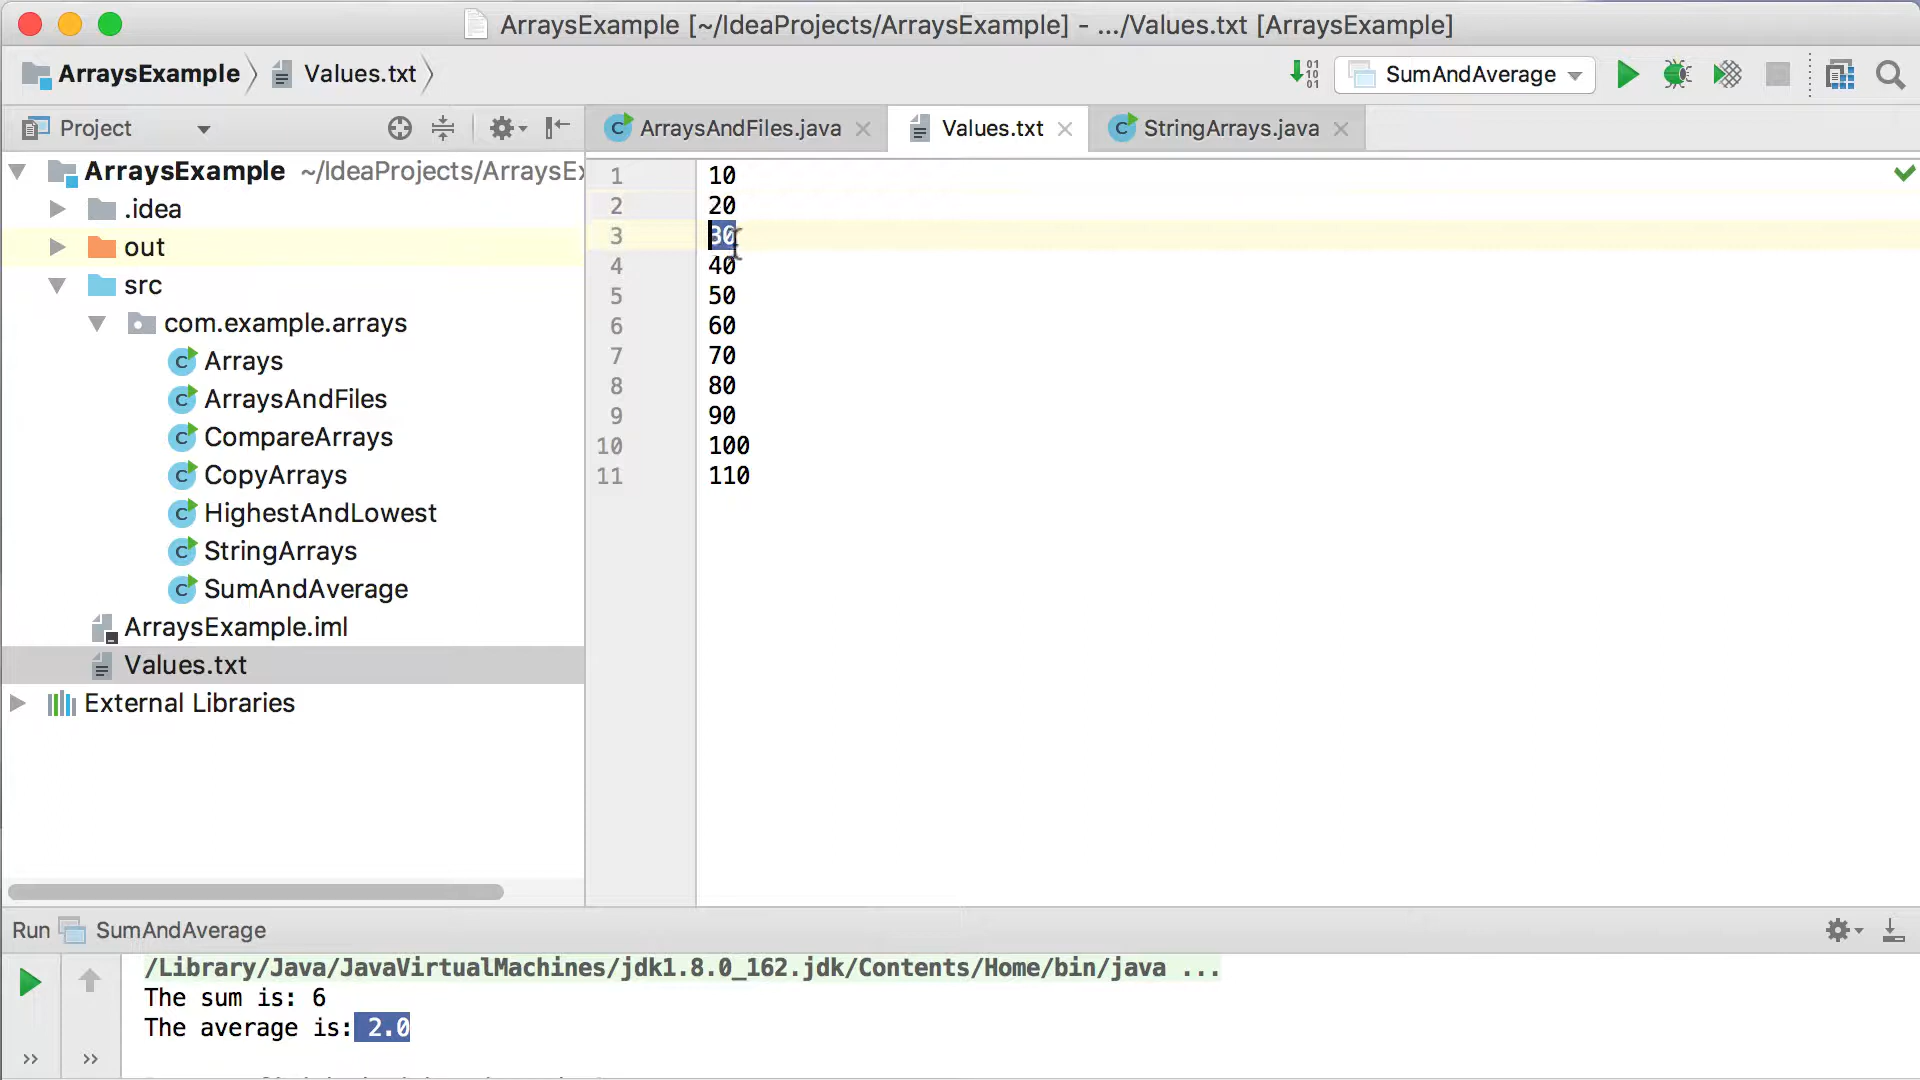 ArraysExample [~/IdeaProjects/ArraysExample] - .../Values.txt [ArraysExample]
ArraysExample Values.txt
SumAndAverage
Project
ArraysAndFiles.java
Values.txt
StringArrays.java
ArraysExample ~/IdeaProjects/ArraysEx
.idea
out
src
com.example.arrays
Arrays
ArraysAndFiles
CompareArrays
CopyArrays
HighestAndLowest
StringArrays
SumAndAverage
ArraysExample.iml
Values.txt
External Libraries
1 10
2 20
3 30
4 40
5 50
6 60
7 70
8 80
9 90
10 100
11 110
Run SumAndAverage
/Library/Java/JavaVirtualMachines/jdk1.8.0_162.jdk/Contents/Home/bin/java ...
The sum is: 6
The average is: 2.0